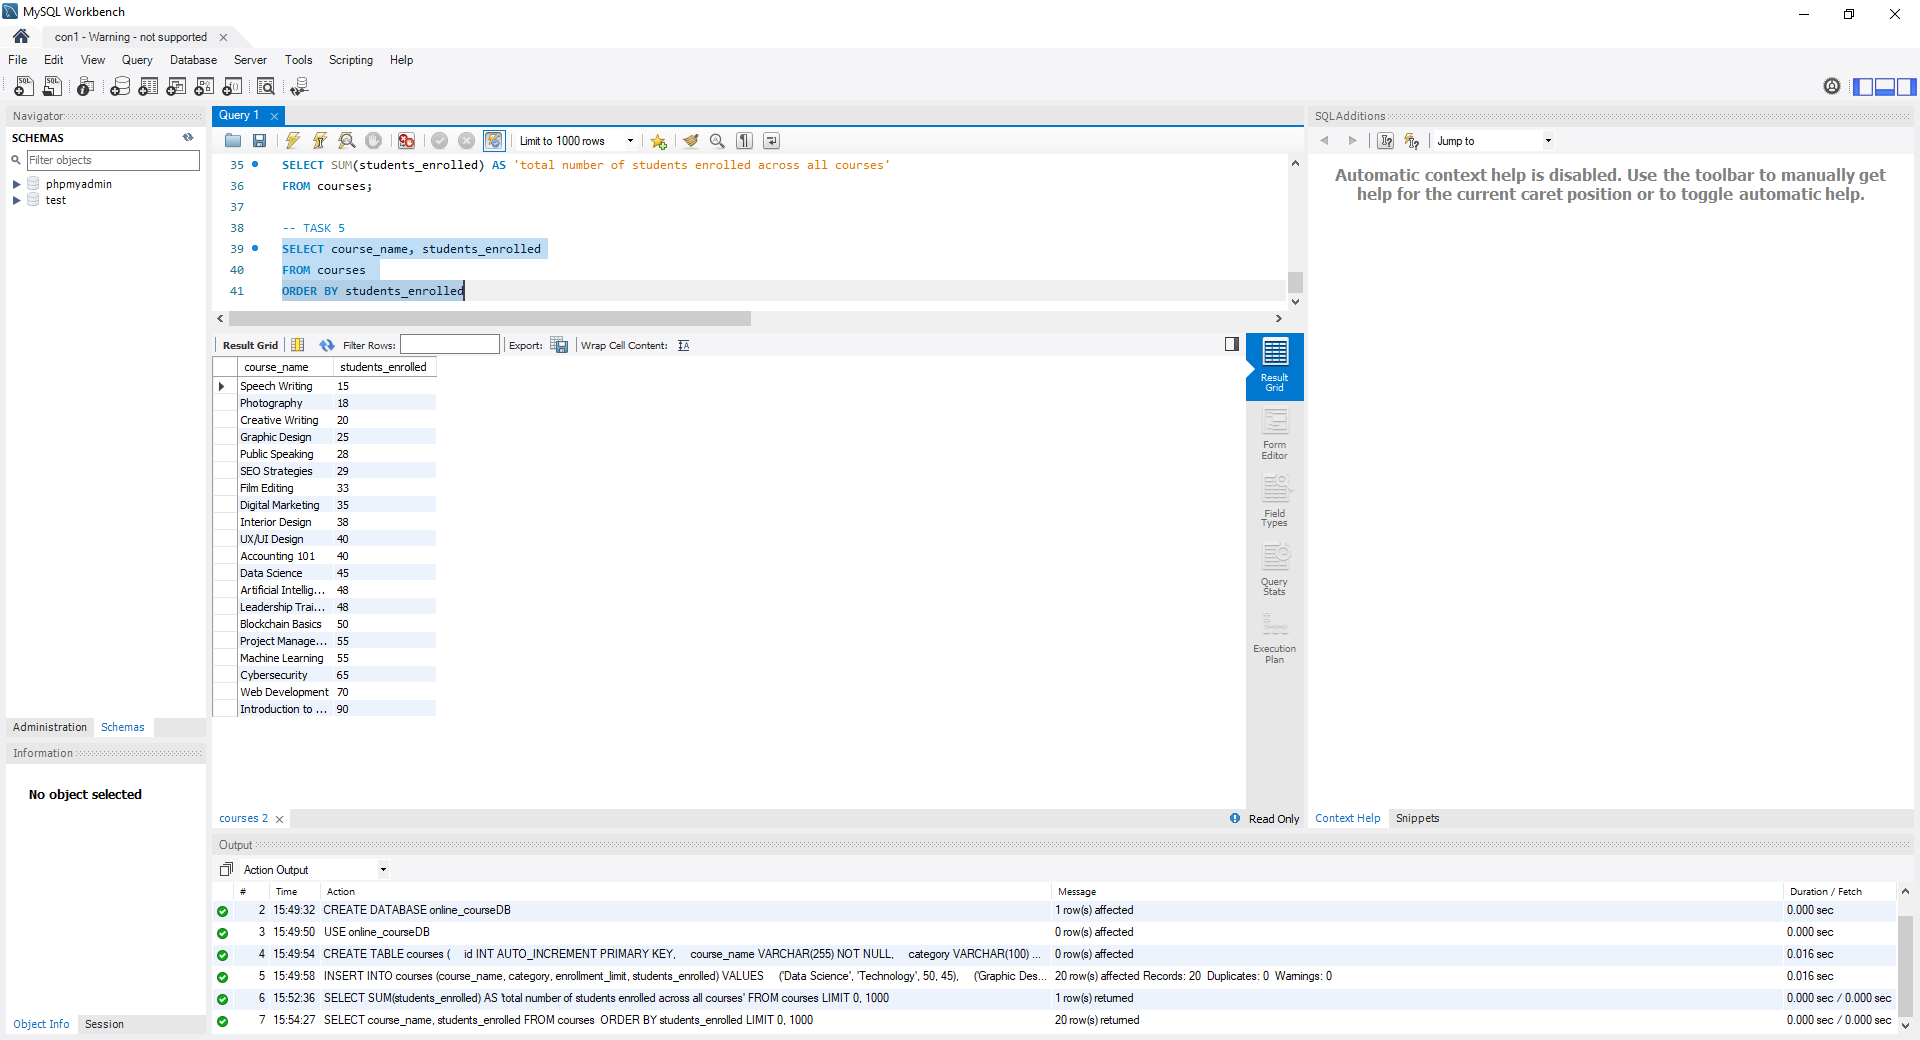 MySQL Workbench
con1 - Warning - not supported
File Edit View Query Database Server Tools Scripting Help
Navigator
SCHEMAS
Filter objects
phpmyadmin
test
Administration Schemas
Information
No object selected
Object Info Session
Query 1
Limit to 1000 rows
35 SELECT SUM(students_enrolled) AS 'total number of students enrolled across all courses'
36 FROM courses;
37
38 -- TASK 5
39 SELECT course_name, students_enrolled
40 FROM courses
41 ORDER BY students_enrolled
Result Grid Filter Rows: Export: Wrap Cell Content:
course_name students_enrolled
Speech Writing 15
Photography 18
Creative Writing 20
Graphic Design 25
Public Speaking 28
SEO Strategies 29
Film Editing 33
Digital Marketing 35
Interior Design 38
UX/UI Design 40
Accounting 101 40
Data Science 45
Artificial Intellig... 48
Leadership Trai... 48
Blockchain Basics 50
Project Manage... 55
Machine Learning 55
Cybersecurity 65
Web Development 70
Introduction to ... 90
Result
Grid
Form
Editor
Field
Types
Query
Stats
Execution
Plan
courses 2
Read Only
SQLAdditions
Jump to
Automatic context help is disabled. Use the toolbar to manually get
help for the current caret position or to toggle automatic help.
Context Help Snippets
Output
Action Output
# Time Action Message Duration / Fetch
2 15:49:32 CREATE DATABASE online_courseDB 1 row(s) affected 0.000 sec
3 15:49:50 USE online_courseDB 0 row(s) affected 0.000 sec
4 15:49:54 CREATE TABLE courses ( id INT AUTO_INCREMENT PRIMARY KEY, course_name VARCHAR(255) NOT NULL, category VARCHAR(100) ... 0 row(s) affected 0.016 sec
5 15:49:58 INSERT INTO courses (course_name, category, enrollment_limit, students_enrolled) VALUES ('Data Science', 'Technology', 50, 45), ('Graphic Des... 20 row(s) affected Records: 20 Duplicates: 0 Warnings: 0 0.016 sec
6 15:52:36 SELECT SUM(students_enrolled) AS 'total number of students enrolled across all courses' FROM courses LIMIT 0, 1000 1 row(s) returned 0.000 sec / 0.000 sec
7 15:54:27 SELECT course_name, students_enrolled FROM courses ORDER BY students_enrolled LIMIT 0, 1000 20 row(s) returned 0.000 sec / 0.000 sec